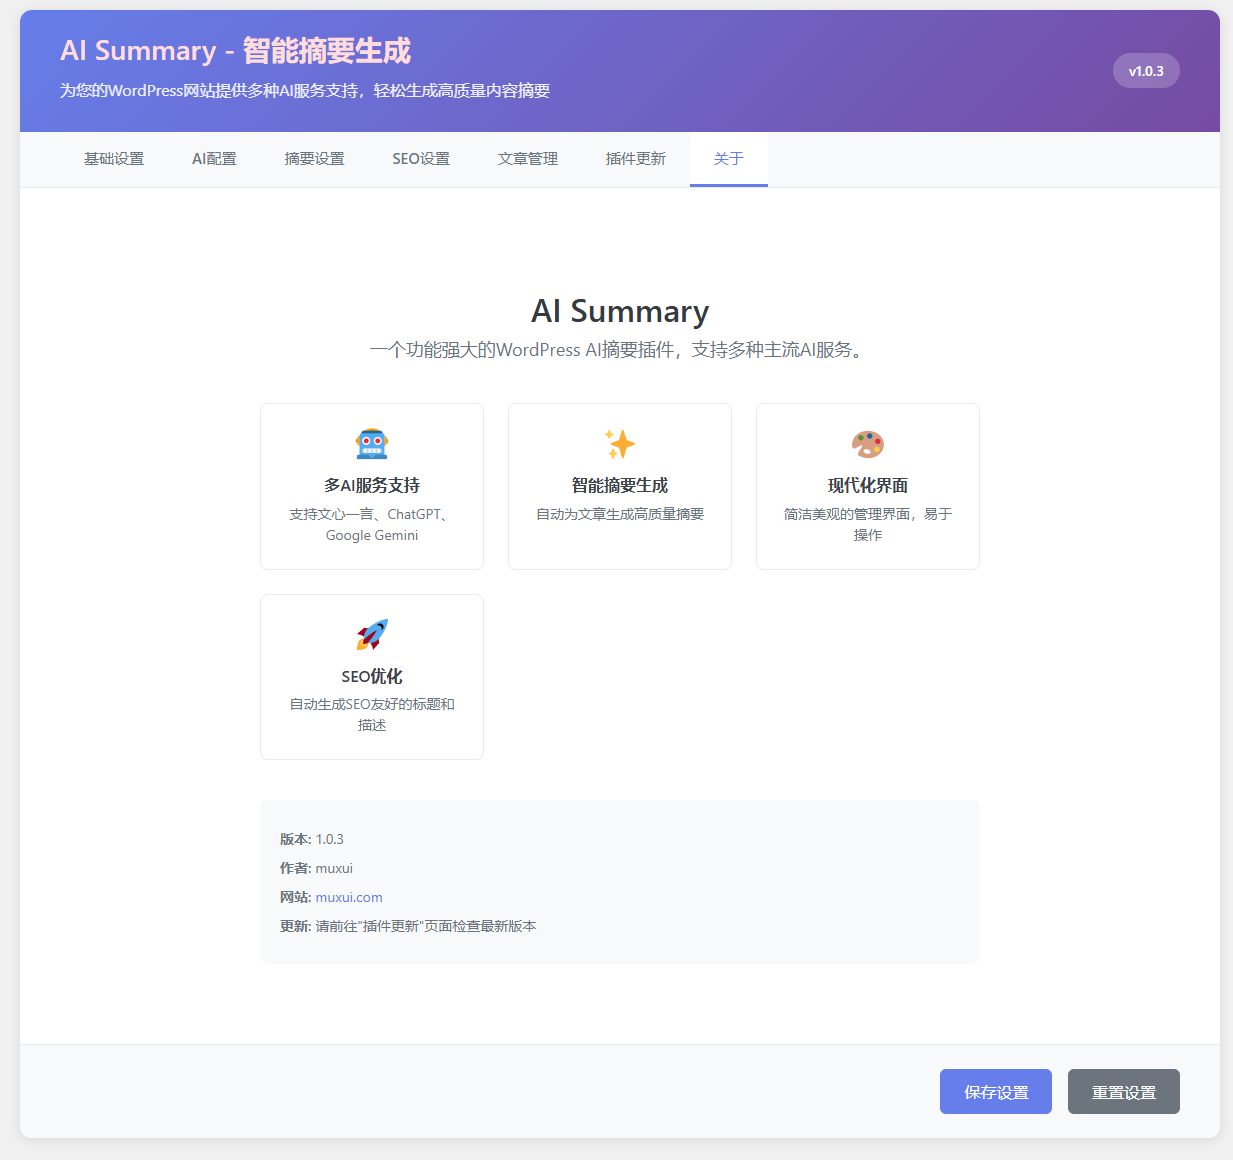 AI Summary - 智能摘要生成
为您的WordPress网站提供多种AI服务支持，轻松生成高质量内容摘要
v1.0.3
基础设置 AI配置 摘要设置 SEO设置 文章管理 插件更新 关于
AI Summary
一个功能强大的WordPress AI摘要插件，支持多种主流AI服务。
多AI服务支持
支持文心一言、ChatGPT、
Google Gemini
智能摘要生成
自动为文章生成高质量摘要
现代化界面
简洁美观的管理界面，易于
操作
SEO优化
自动生成SEO友好的标题和
描述
版本: 1.0.3
作者: muxui
网站: muxui.com
更新: 请前往"插件更新"页面检查最新版本
保存设置 重置设置